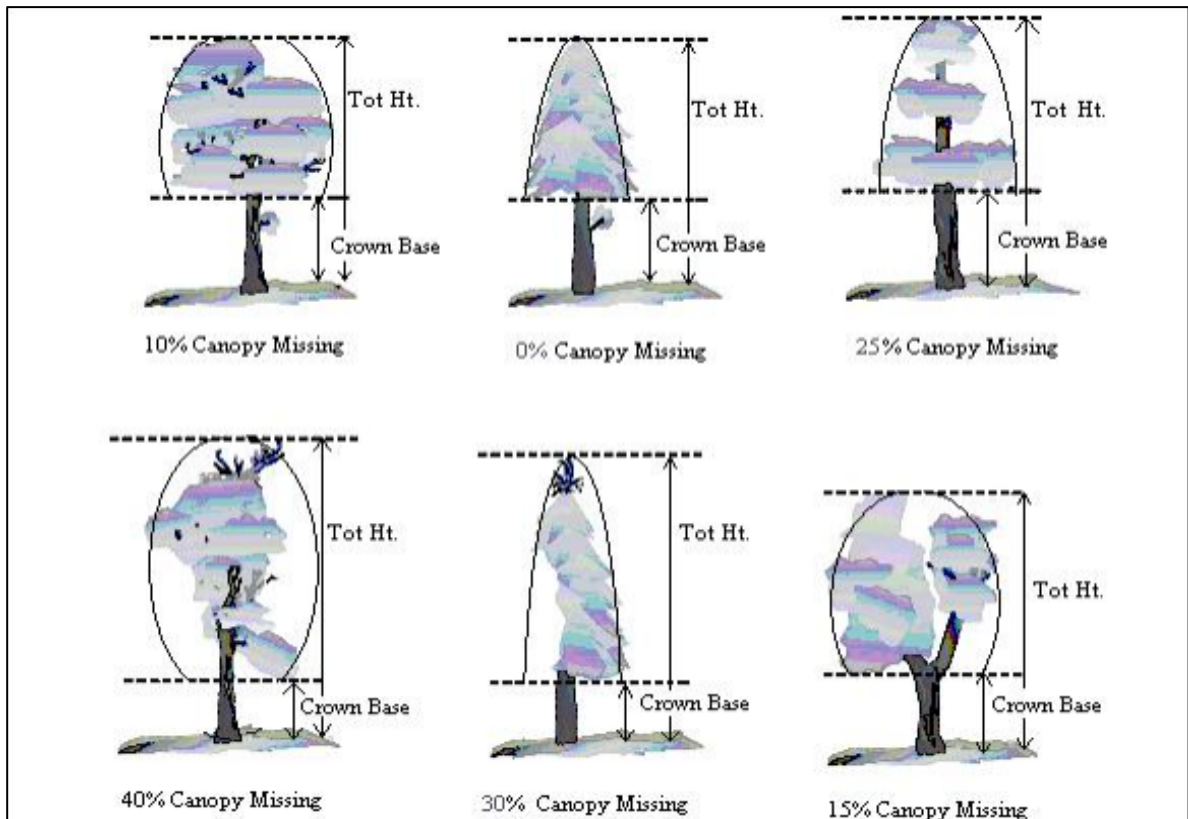 Tot Ht.
Crown Base
10% Canopy Missing
Tot Ht.
Crown Base
0% Canopy Missing
Tot Ht.
Crown Base
25% Canopy Missing
Tot Ht.
Crown Base
40% Canopy Missing
Tot Ht.
Crown Base
30% Canopy Missing
Tot Ht.
Crown Base
15% Canopy Missing